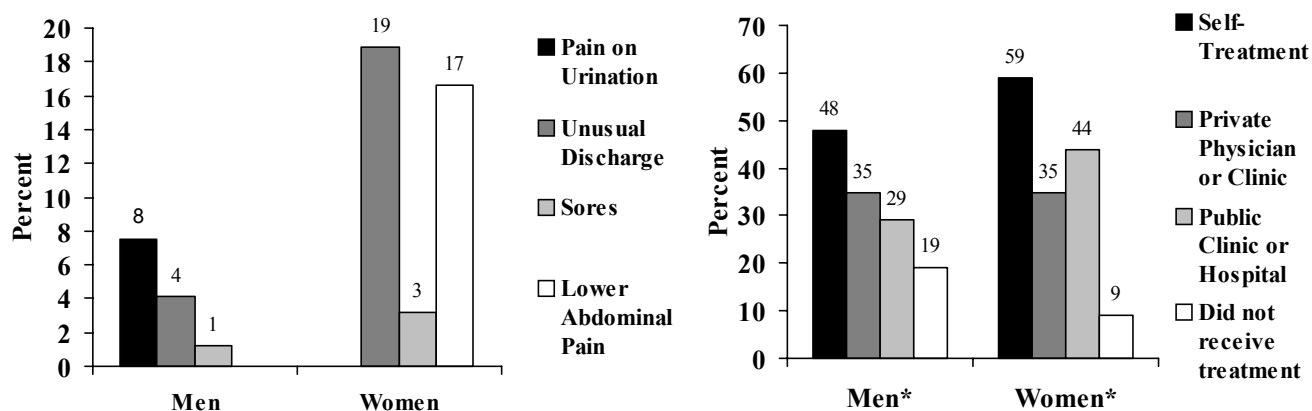 Percent
20
18
16
14
12
10
8
6
4
2
0
8
4
1
19
3
17
Men
Women
Pain on
Urination
Unusual
Discharge
Sores
Lower
Abdominal
Pain
Percent
70
60
50
40
30
20
10
0
48
35
29
19
59
35
44
9
Men*
Women*
Self-
Treatment
Private
Physician
or Clinic
Public
Clinic or
Hospital
Did not
receive
treatment